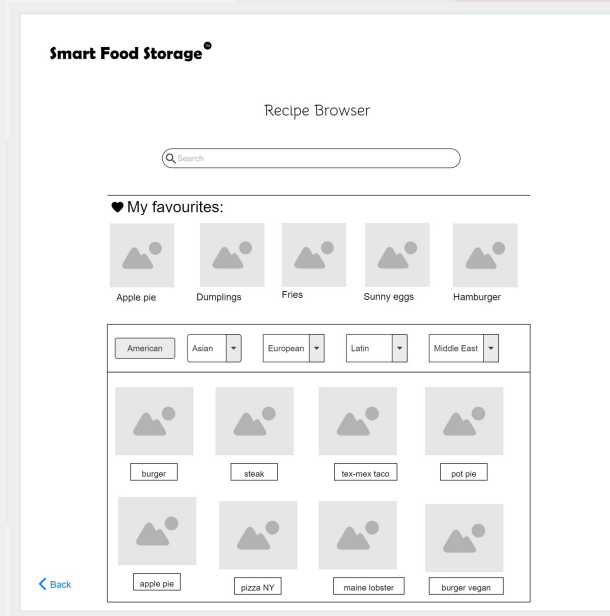 Smart Food Storage
Recipe Browser
Search
My favourites:
Apple pie Dumplings Fries Sunny eggs Hamburger
American Asian European Latin Middle East
burger steak tex-mex taco pot pie
apple pie pizza NY maine lobster burger vegan
Back